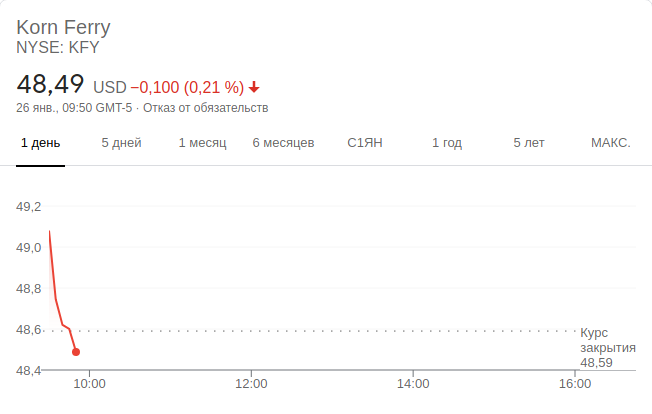 Korn Ferry
NYSE: KFY
48,49 USD −0,100 (0,21 %)
26 янв., 09:50 GMT-5 · Отказ от обязательств
1 день 5 дней 1 месяц 6 месяцев С1ЯН 1 год 5 лет МАКС.
49,2
49,0
48,8
48,6
Курс
закрытия
48,59
48,4
10:00 12:00 14:00 16:00